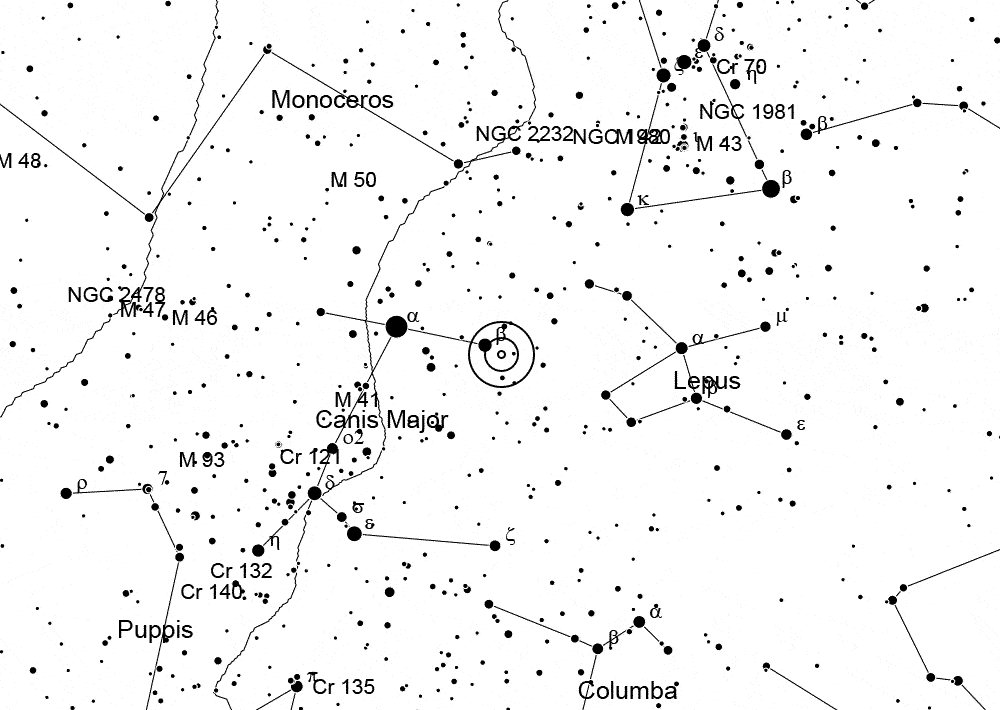 δ
ε
ζ
Cr 70
η
Monoceros
NGC 1981
β
NGC 2232
M 43
M 48
M 50
β
κ
NGC 2478
M 47
M 46
α
β
μ
α
Lepus
β
M 41
Canis Major
ο2
ε
Cr 121
M 93
ρ
7
δ
σ
ε
η
ζ
Cr 132
Cr 140
α
Puppis
β
π
Cr 135
Columba